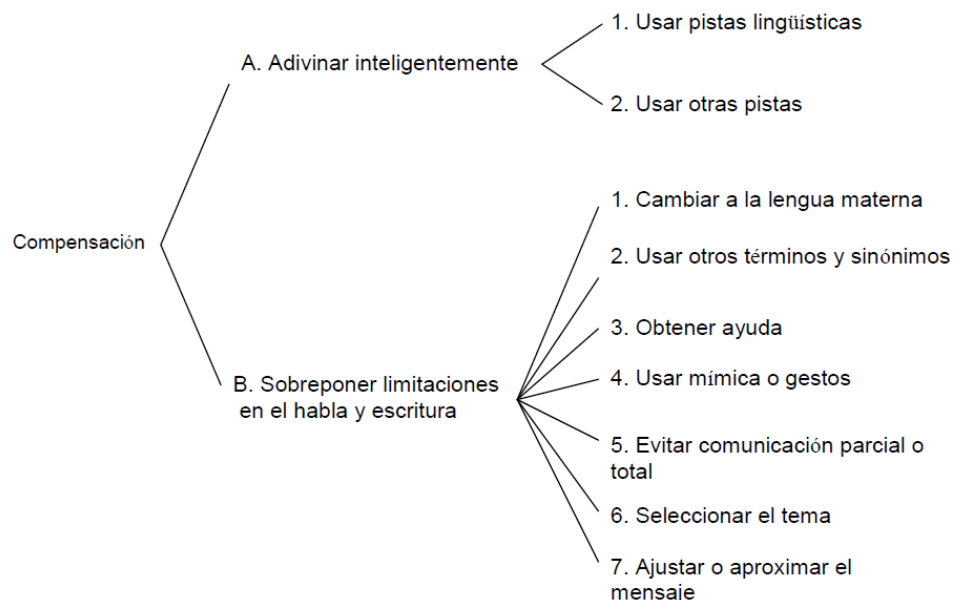 1. Usar pistas lingüísticas
A. Adivinar inteligentemente
2. Usar otras pistas
1. Cambiar a la lengua materna
Compensación
2. Usar otros términos y sinónimos
3. Obtener ayuda
B. Sobreponer limitaciones
en el habla y escritura
4. Usar mímica o gestos
5. Evitar comunicación parcial o
total
6. Seleccionar el tema
7. Ajustar o aproximar el
mensaje